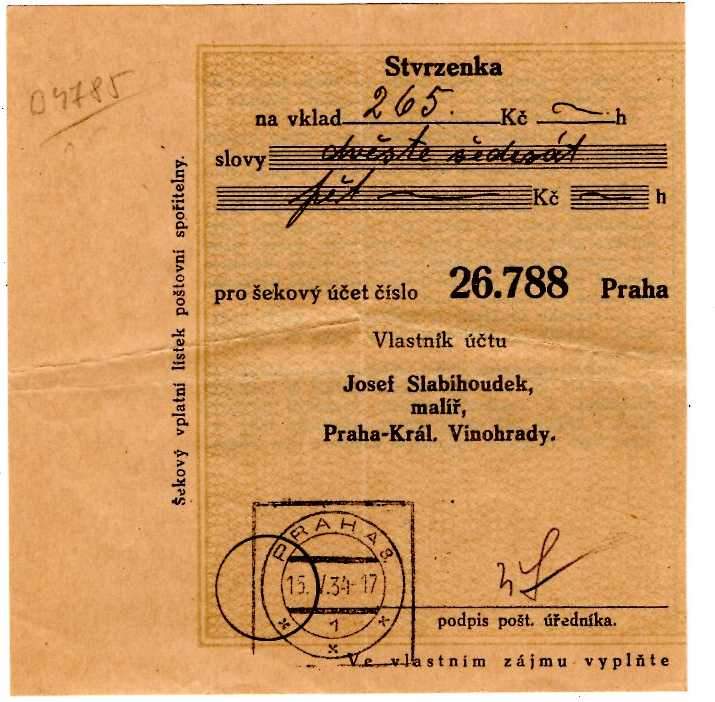 04785
Stvrzenka
na vklad 265. Kč h
slovy dvěste šedesát
pět Kč h
pro šekový účet číslo 26.788 Praha
Vlastník účtu
Josef Slabihoudek,
malíř,
Praha-Král. Vinohrady.
Šekový vplatní lístek poštovní spořitelny.
PRAHA 3.
15. V.34-17
1
podpis pošt. úředníka.
Ve vlastním zájmu vyplňte